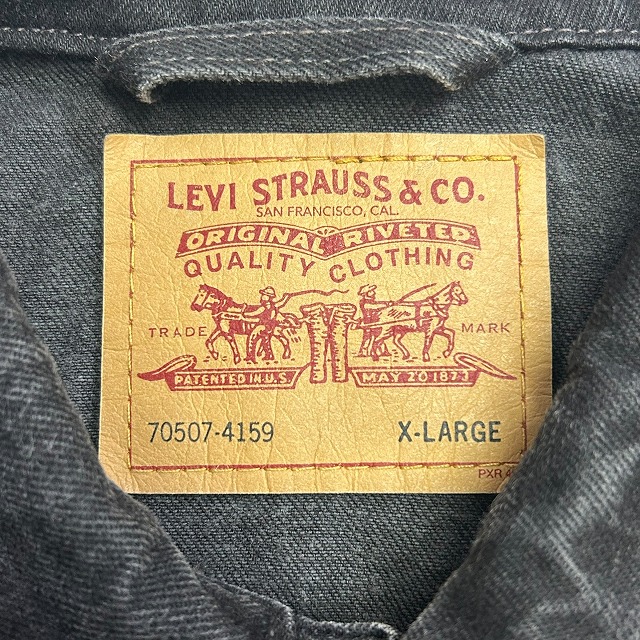 LEVI STRAUSS & CO.
SAN FRANCISCO, CAL.
ORIGINAL RIVETED
QUALITY CLOTHING
TRADE MARK
PATENTED IN U.S. MAY 20 1873
70507-4159 X-LARGE
PXR